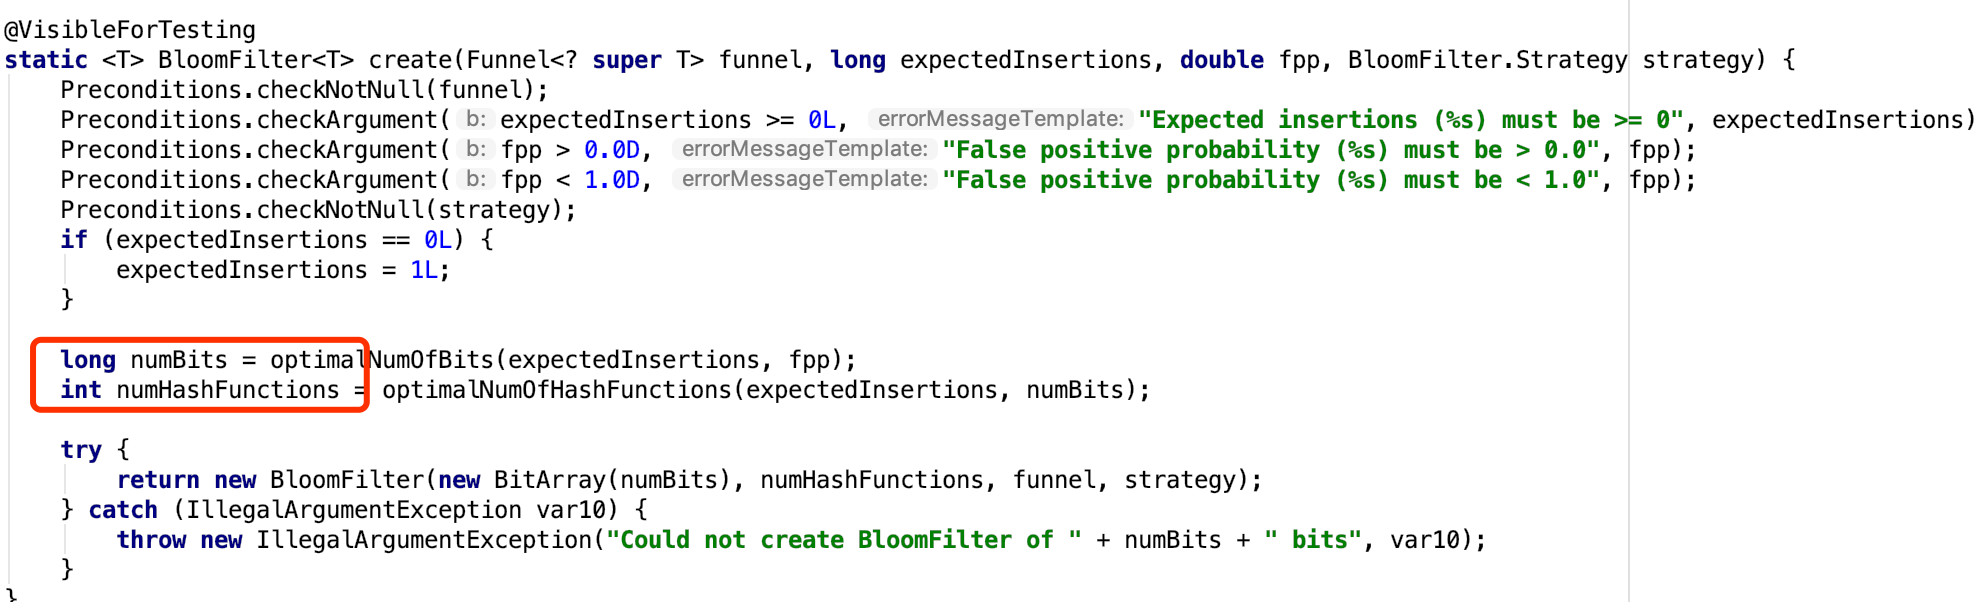 @VisibleForTesting
static <T> BloomFilter<T> create(Funnel<? super T> funnel, long expectedInsertions, double fpp, BloomFilter.Strategy strategy) {
Preconditions.checkNotNull(funnel);
Preconditions.checkArgument( b: expectedInsertions >= 0L, errorMessageTemplate: "Expected insertions (%s) must be >= 0", expectedInsertions)
Preconditions.checkArgument( b: fpp > 0.0D, errorMessageTemplate: "False positive probability (%s) must be > 0.0", fpp);
Preconditions.checkArgument( b: fpp < 1.0D, errorMessageTemplate: "False positive probability (%s) must be < 1.0", fpp);
Preconditions.checkNotNull(strategy);
if (expectedInsertions == 0L) {
expectedInsertions = 1L;
}
long numBits = optimalNumOfBits(expectedInsertions, fpp);
int numHashFunctions = optimalNumOfHashFunctions(expectedInsertions, numBits);
try {
return new BloomFilter(new BitArray(numBits), numHashFunctions, funnel, strategy);
} catch (IllegalArgumentException var10) {
throw new IllegalArgumentException("Could not create BloomFilter of " + numBits + " bits", var10);
}
}